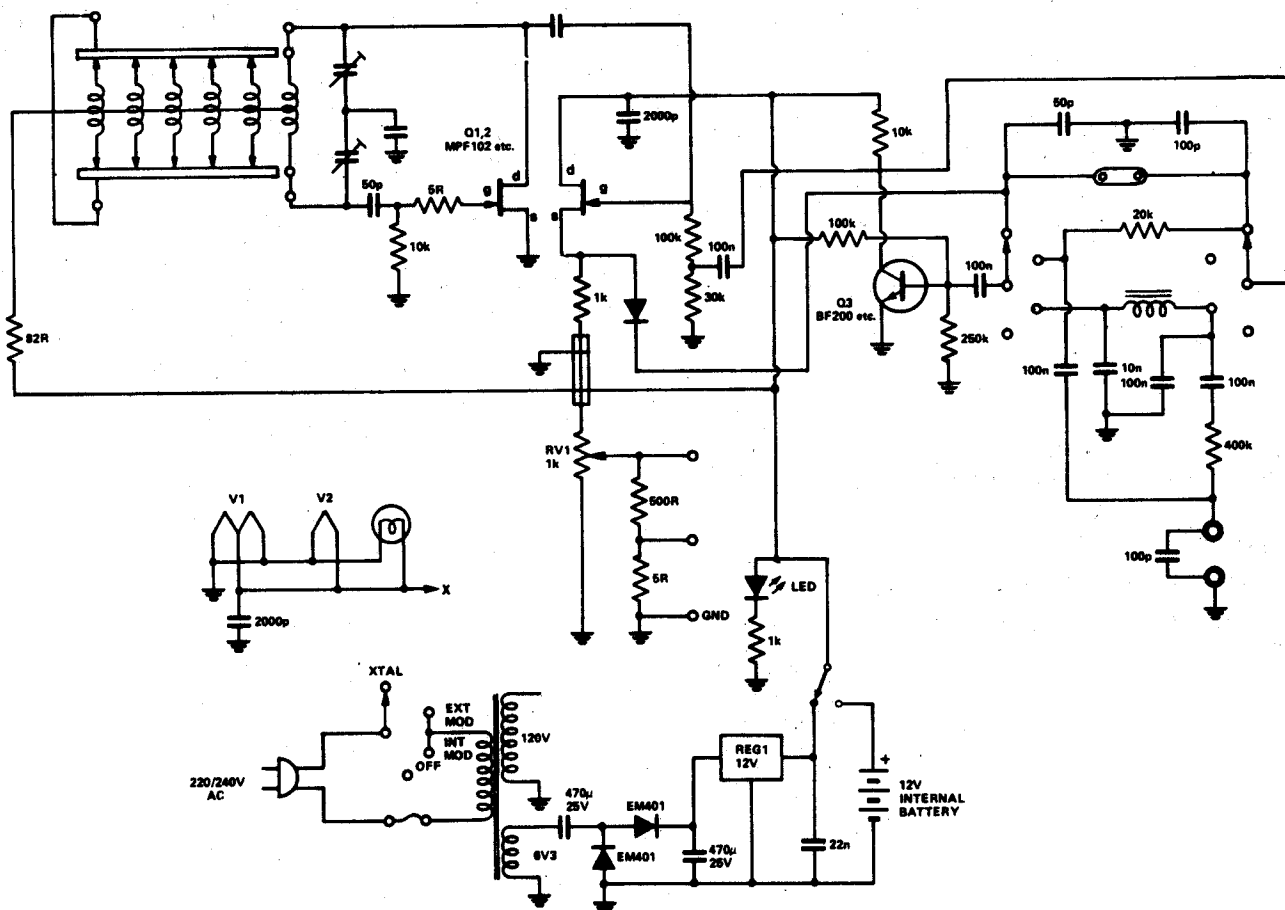 50p
2000p
10k
100p
Q1,2
MPF102 etc.
d
d
50p
5R
g
g
20k
s
s
100k
100k
100n
100n
10k
1k
30k
Q3
BF200 etc.
250k
82R
100n
10n
100n
100n
RV1
1k
400k
V1
V2
500R
100p
5R
LED
X
GND
2000p
1k
XTAL
EXT
MOD
INT
MOD
120V
REG1
12V
OFF
220/240V
AC
470µ
25V
EM401
+
12V
INTERNAL
BATTERY
6V3
EM401
470µ
25V
22n